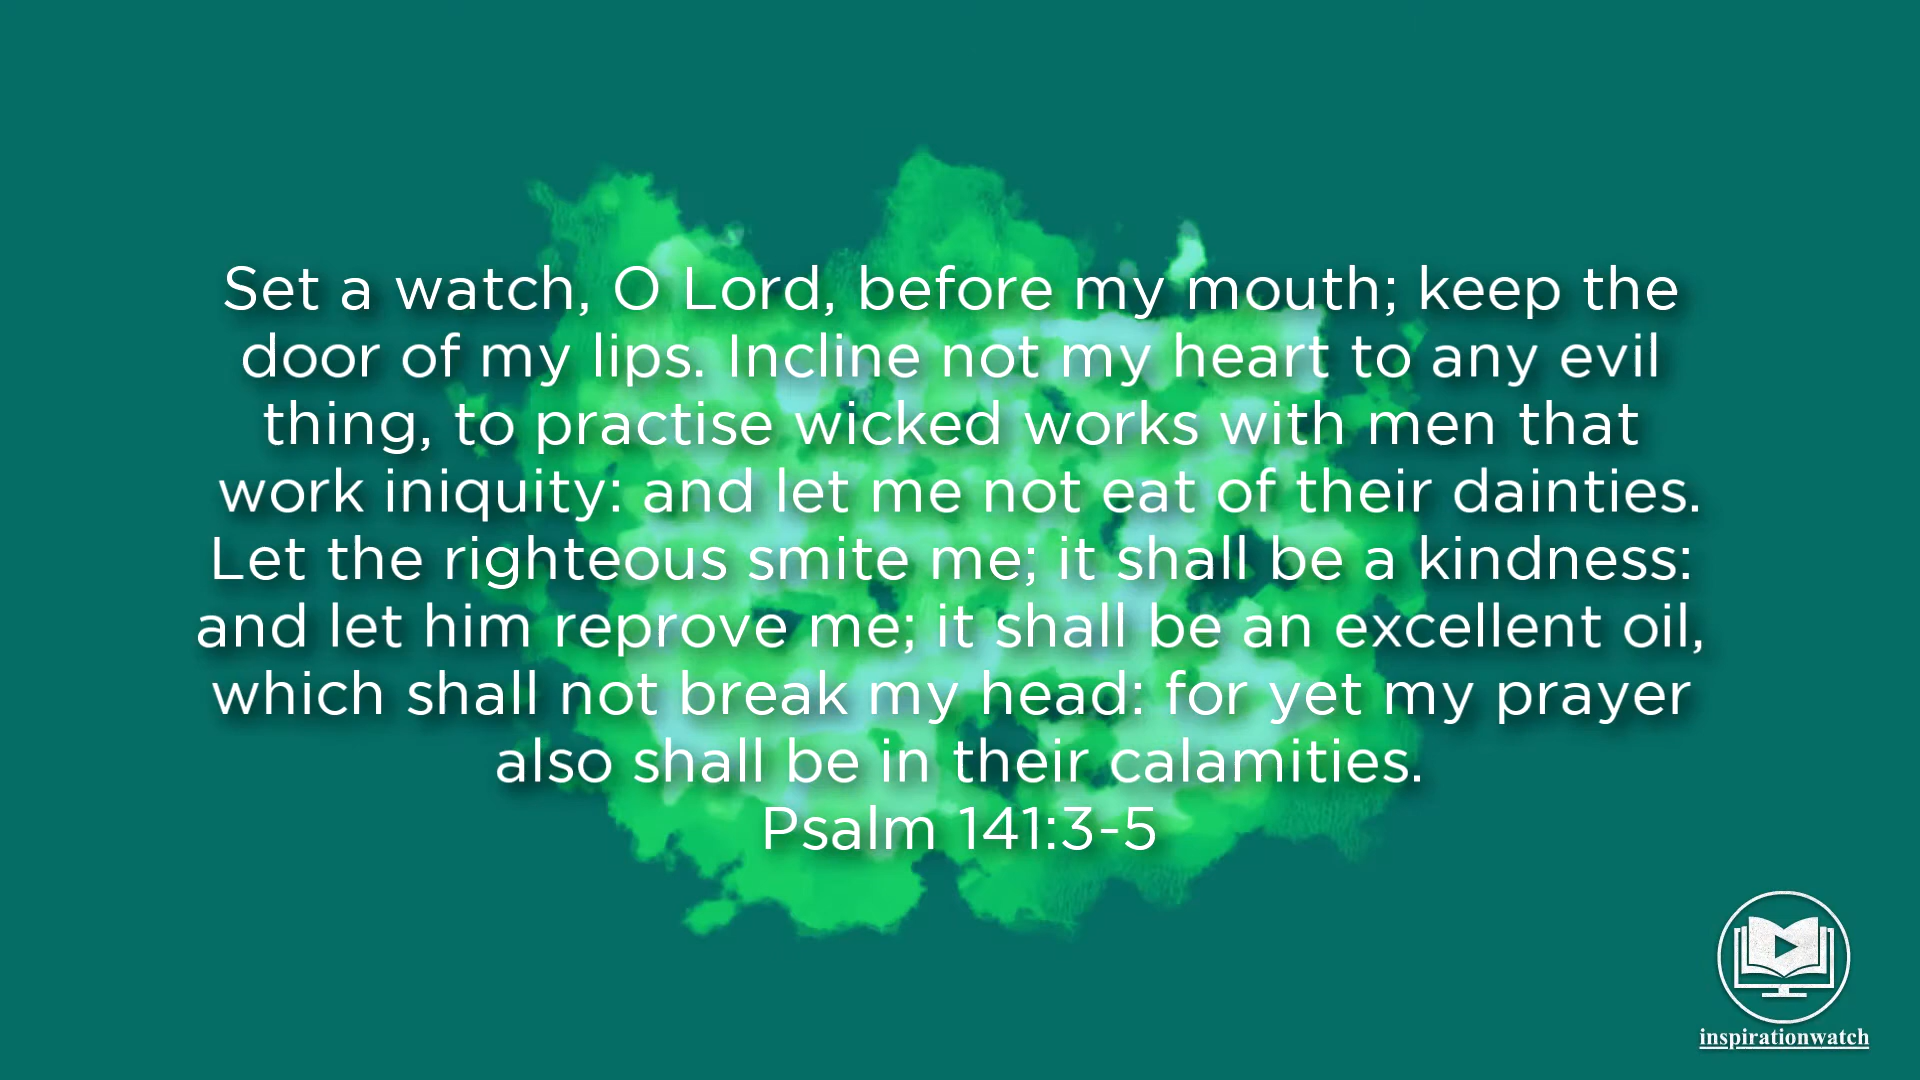 Set a watch, O Lord, before my mouth; keep the
door of my lips. Incline not my heart to any evil
thing, to practise wicked works with men that
work iniquity: and let me not eat of their dainties.
Let the righteous smite me; it shall be a kindness:
and let him reprove me; it shall be an excellent oil,
which shall not break my head: for yet my prayer
also shall be in their calamities.
Psalm 141:3-5
inspirationwatch